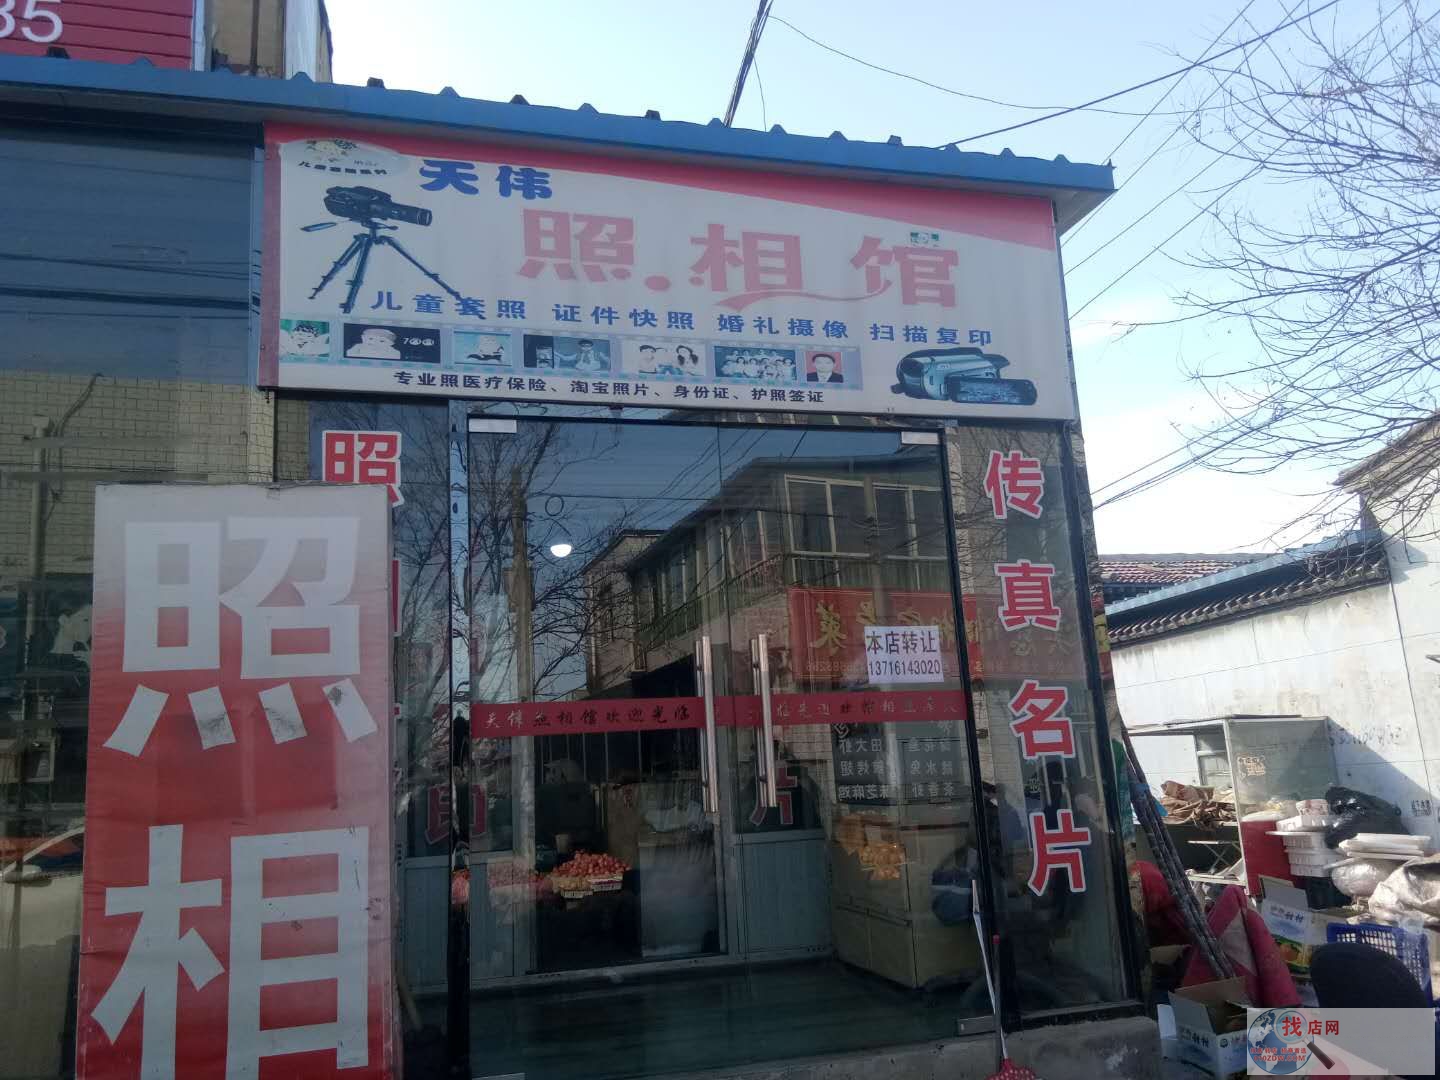 35
天伟
照.相馆
儿童套照 证件快照 婚礼摄像 扫描复印
专业照医疗保险、淘宝照片、身份证、护照签证
照
印
片
传真名片
照相
本店转让
13716143020
天伟照相馆欢迎光临
找店网